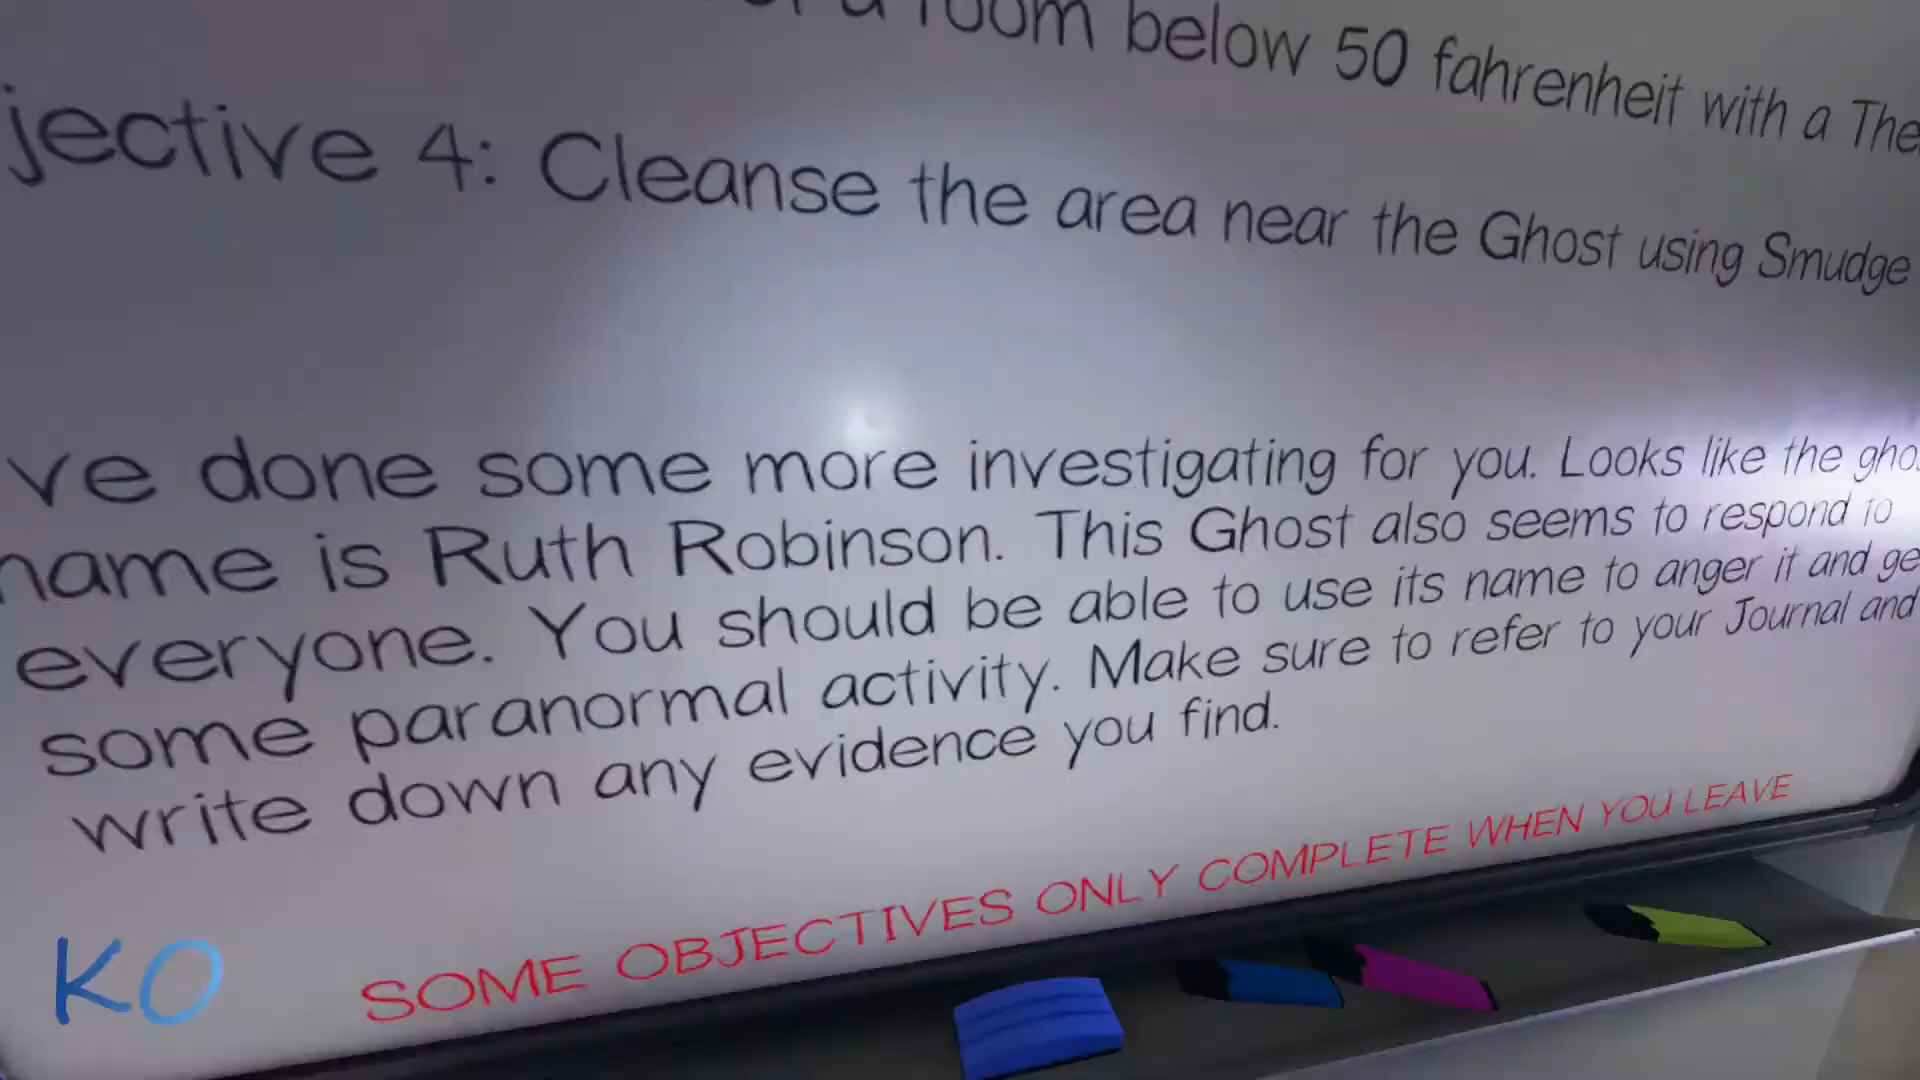 room below 50 fahrenheit with a
jective 4: Cleanse the area near the Ghost using Smudge
ve done some more investigating for you. Looks like the gho
name is Ruth Robinson. This Ghost also seems to respond to
everyone. You should be able to use its name to anger it and ge
some paranormal activity. Make sure to refer to your Journal and
write down any evidence you find.
SOME OBJECTIVES ONLY COMPLETE WHEN YOU LEAVE
KO